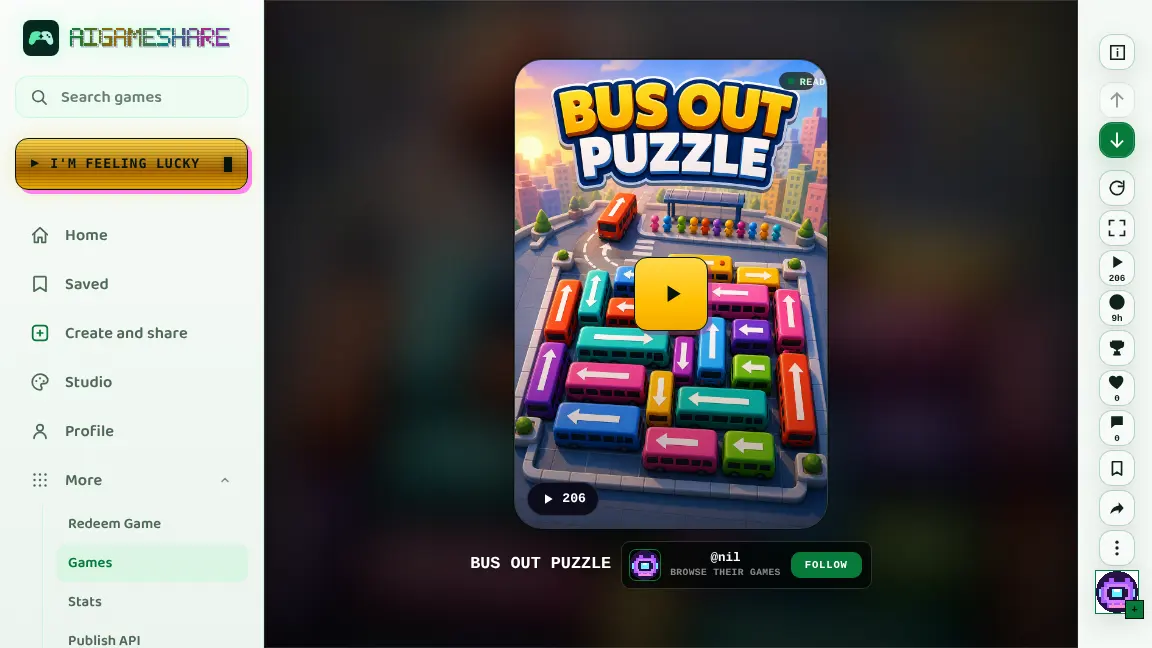 AIGAMESHARE
Search games
I'M FEELING LUCKY
Home
Saved
Create and share
Studio
Profile
More
Redeem Game
Games
Stats
Publish API
READ
BUS OUT
PUZZLE
206
BUS OUT PUZZLE
@nil
BROWSE THEIR GAMES
FOLLOW
206
9h
0
0